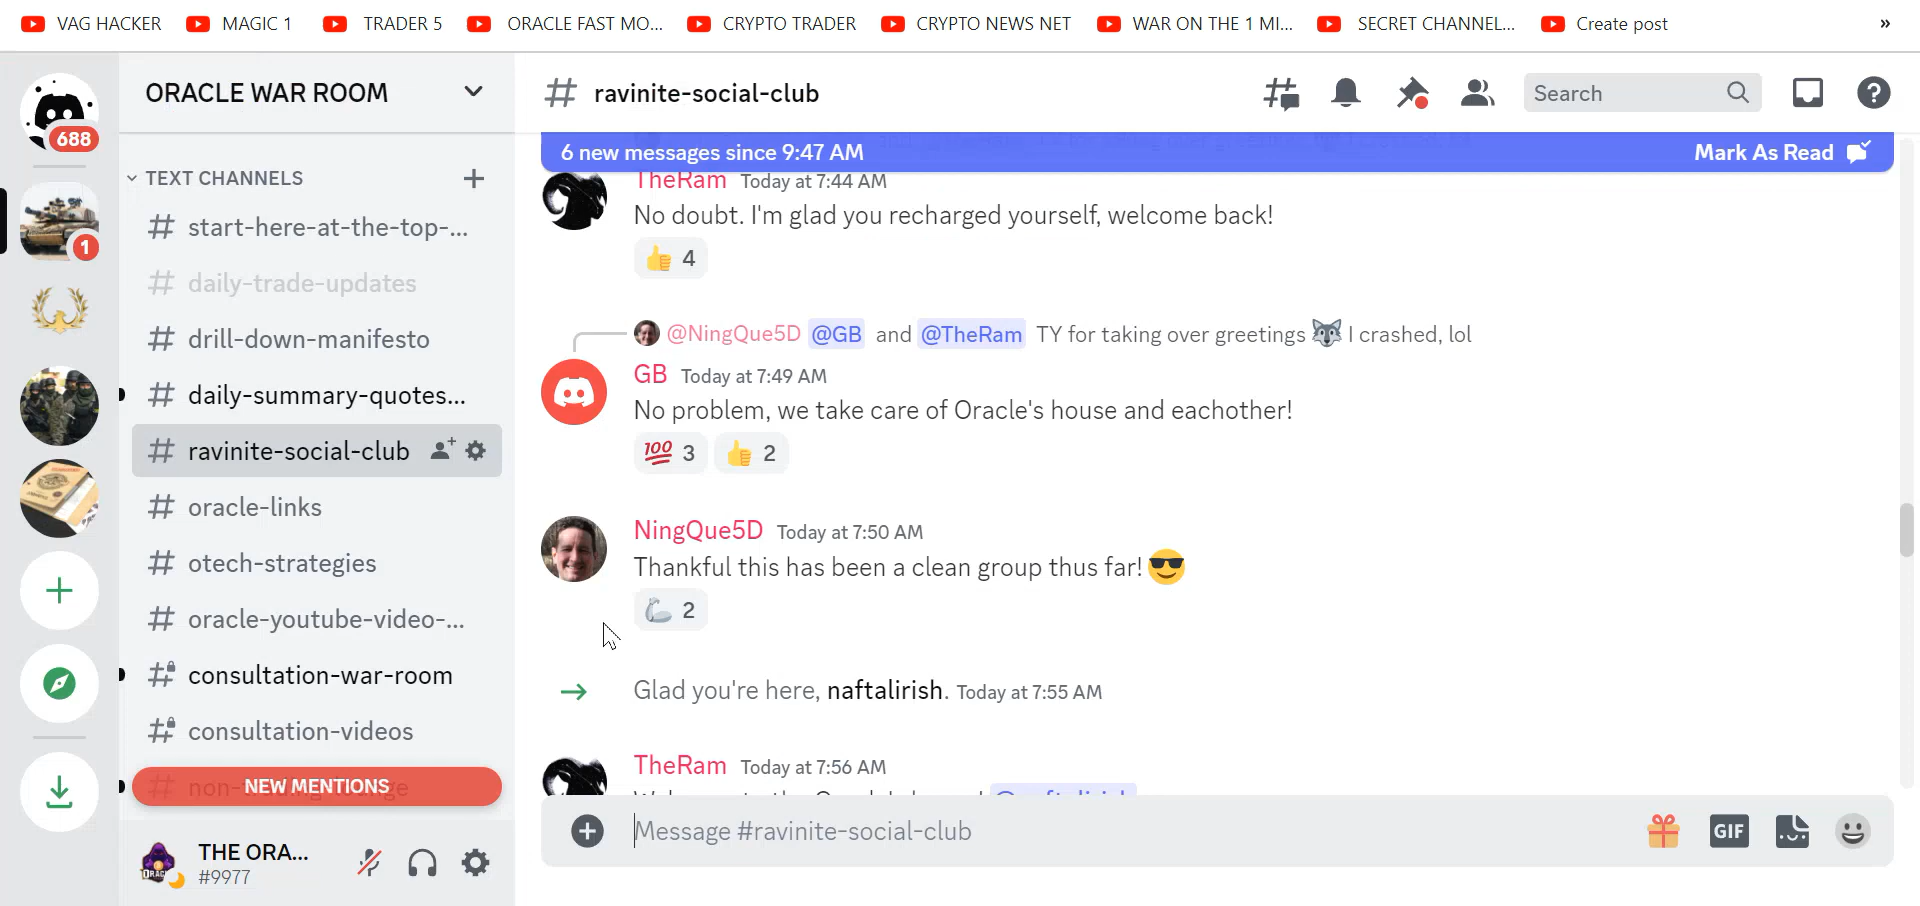 VAG HACKER MAGIC 1 TRADER 5 ORACLE FAST MO... CRYPTO TRADER CRYPTO NEWS NET WAR ON THE 1 MI... SECRET CHANNEL... Create post »
688
1
ORACLE WAR ROOM
TEXT CHANNELS
# start-here-at-the-top-...
# daily-trade-updates
# drill-down-manifesto
# daily-summary-quotes...
# ravinite-social-club
# oracle-links
# otech-strategies
# oracle-youtube-video-...
# consultation-war-room
# consultation-videos
NEW MENTIONS
THE ORA...
#9977
# ravinite-social-club
Search
6 new messages since 9:47 AM Mark As Read
TheRam Today at 7:44 AM
No doubt. I'm glad you recharged yourself, welcome back!
👍 4
@NingQue5D @GB and @TheRam TY for taking over greetings 🐺 I crashed, lol
GB Today at 7:49 AM
No problem, we take care of Oracle's house and eachother!
💯 3 👍 2
NingQue5D Today at 7:50 AM
Thankful this has been a clean group thus far! 😎
🦾 2
Glad you're here, naftalirish. Today at 7:55 AM
TheRam Today at 7:56 AM
Message #ravinite-social-club
GIF